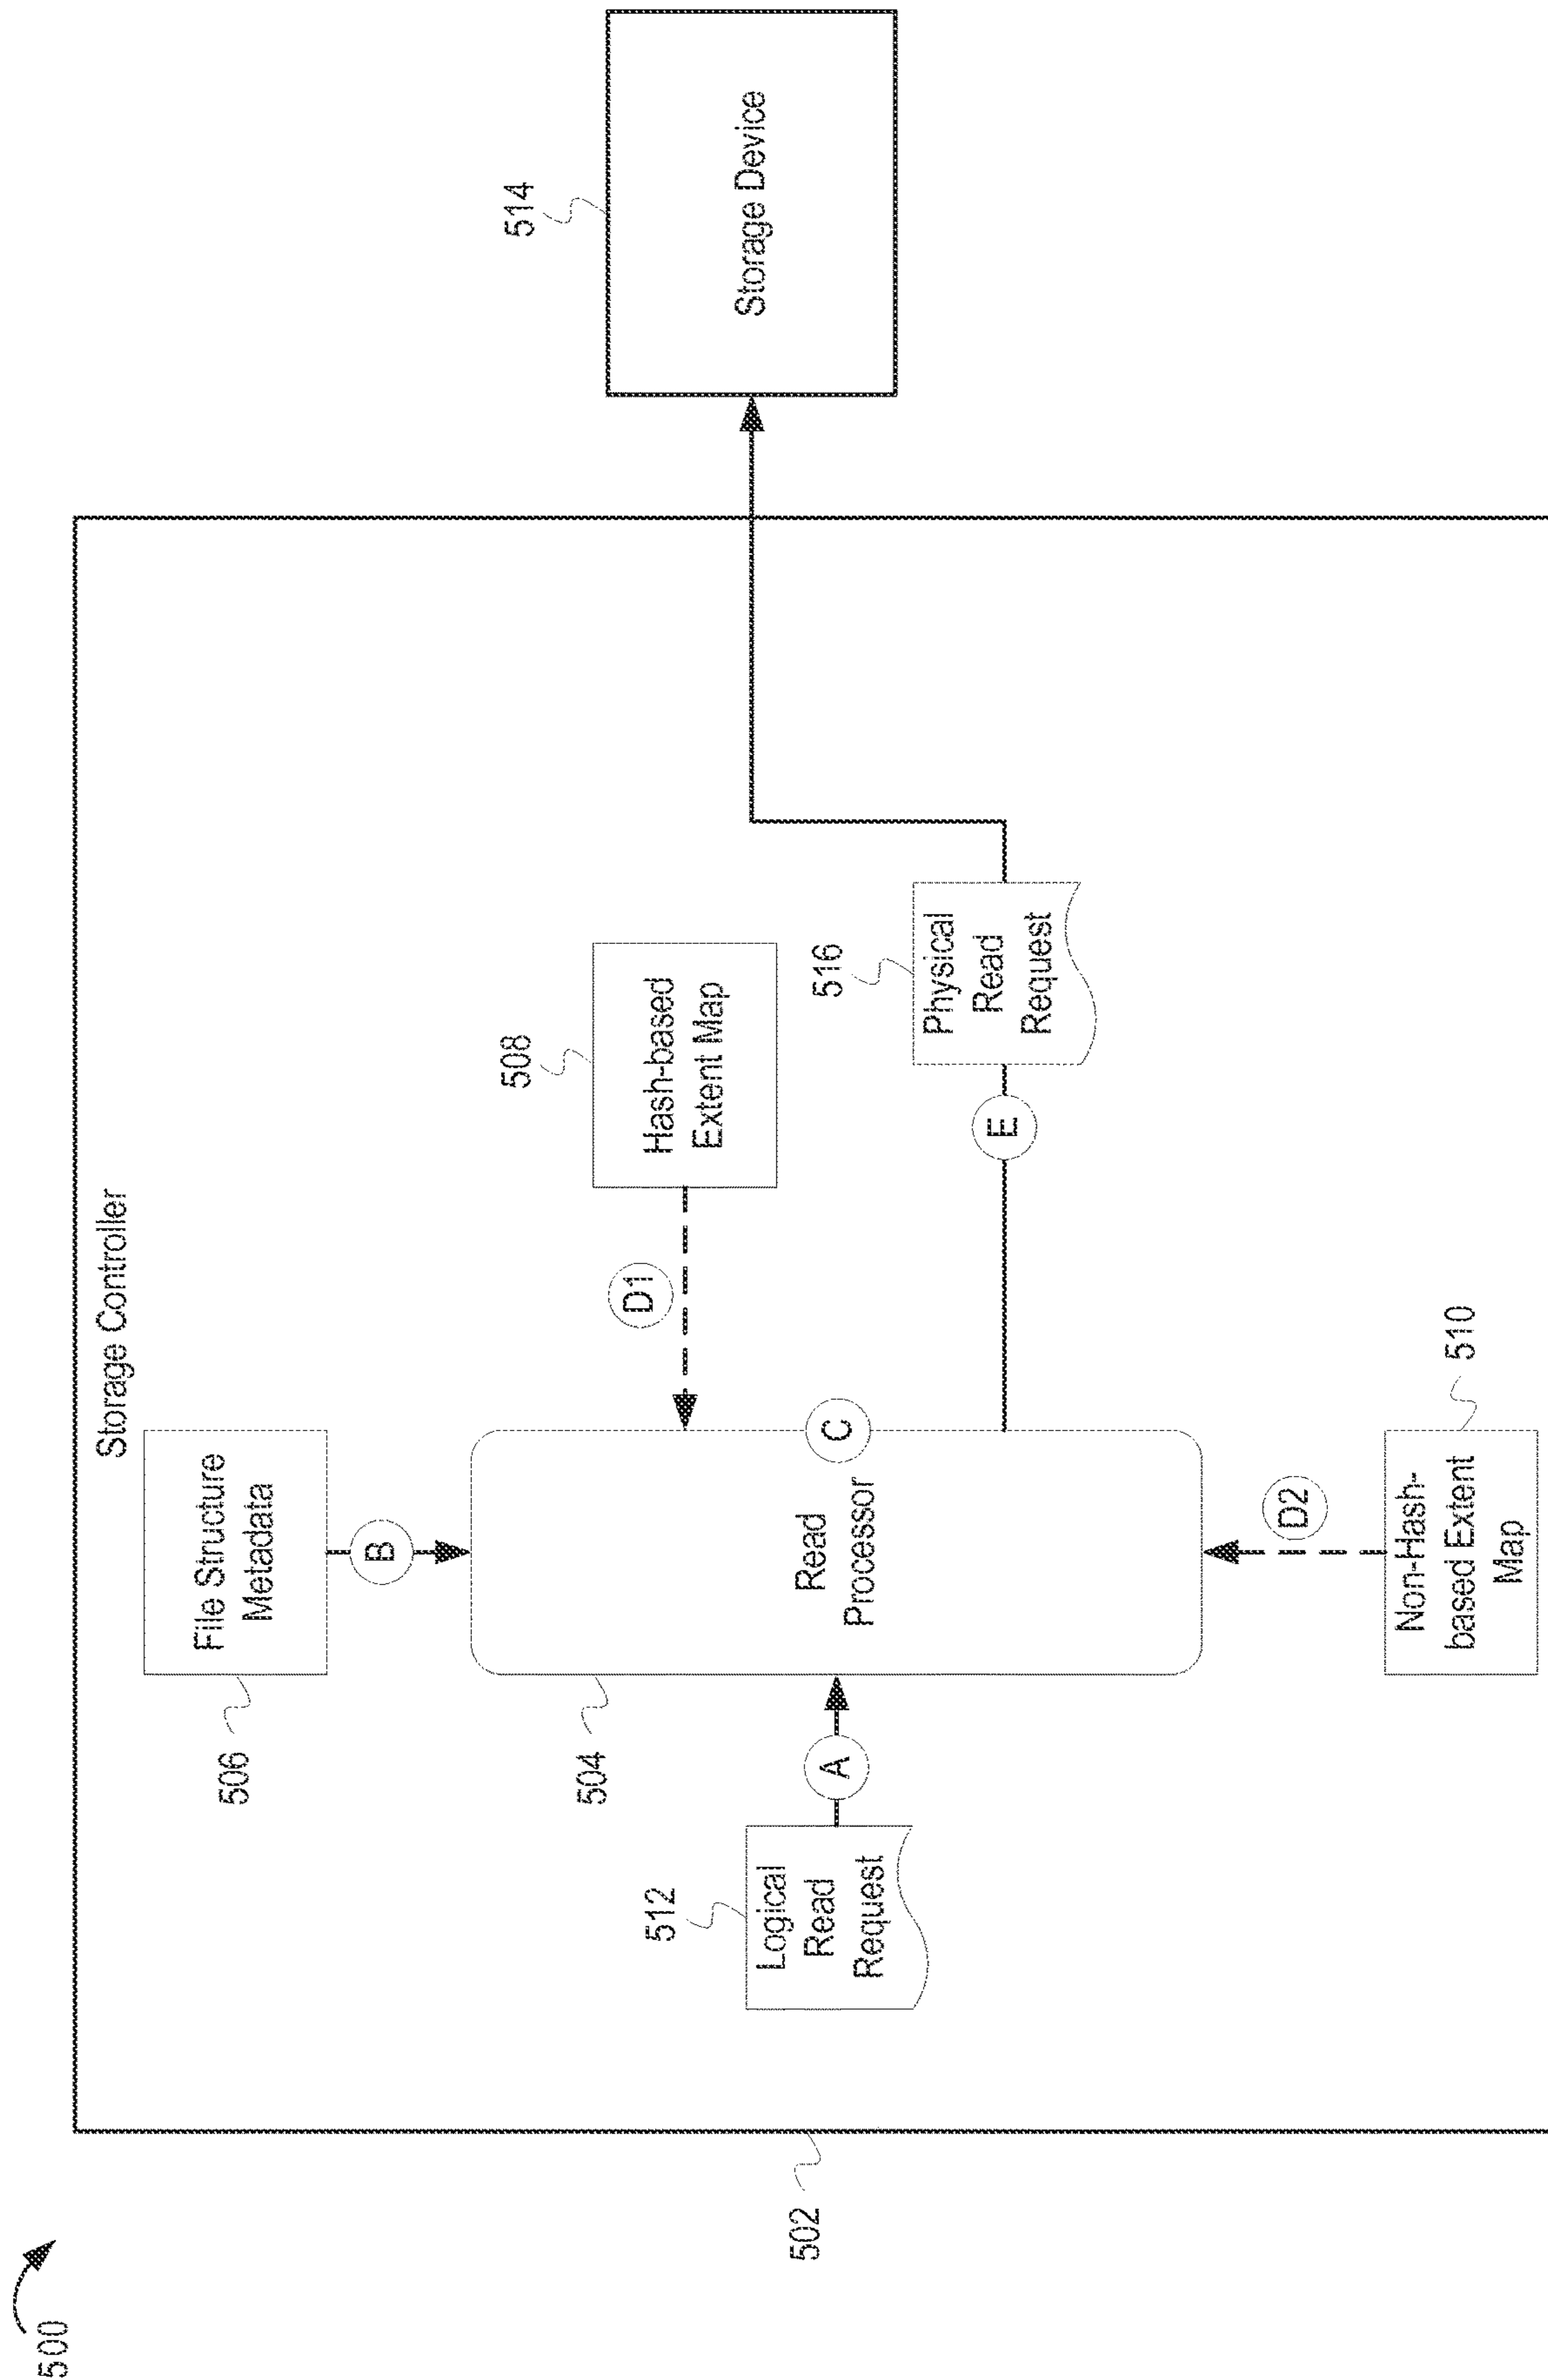 500
502
Storage Controller
506
File Structure
Metadata
B
504
Read
Processor
C
512
Logical
Read
Request
A
508
Hash-based
Extent Map
D1
510
Non-Hash-
based Extent
Map
D2
E
516
Physical
Read
Request
514
Storage Device